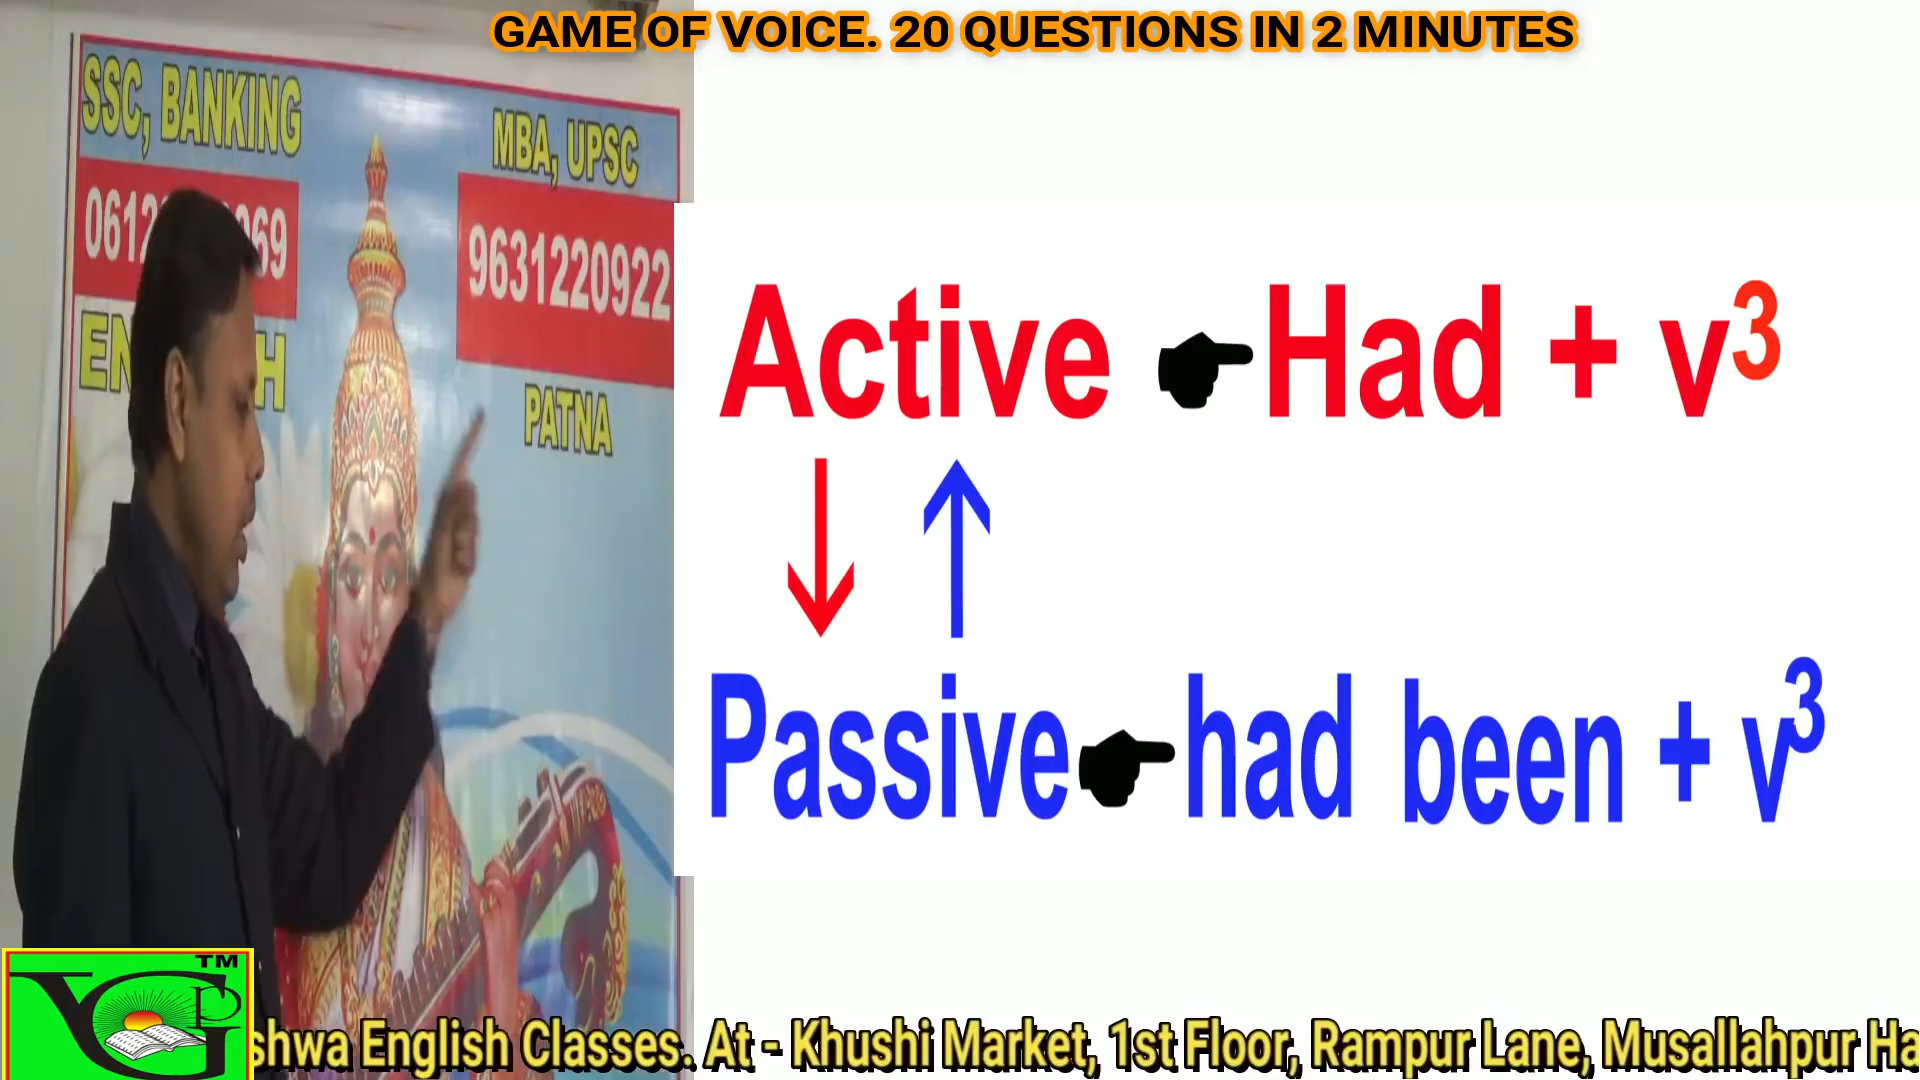 GAME OF VOICE. 20 QUESTIONS IN 2 MINUTES
SSC, BANKING
MBA, UPSC
9631220922
PATNA
Active Had + v3
Passive had been + v3
TM
shwa English Classes. At - Khushi Market, 1st Floor, Rampur Lane, Musallahpur Ha